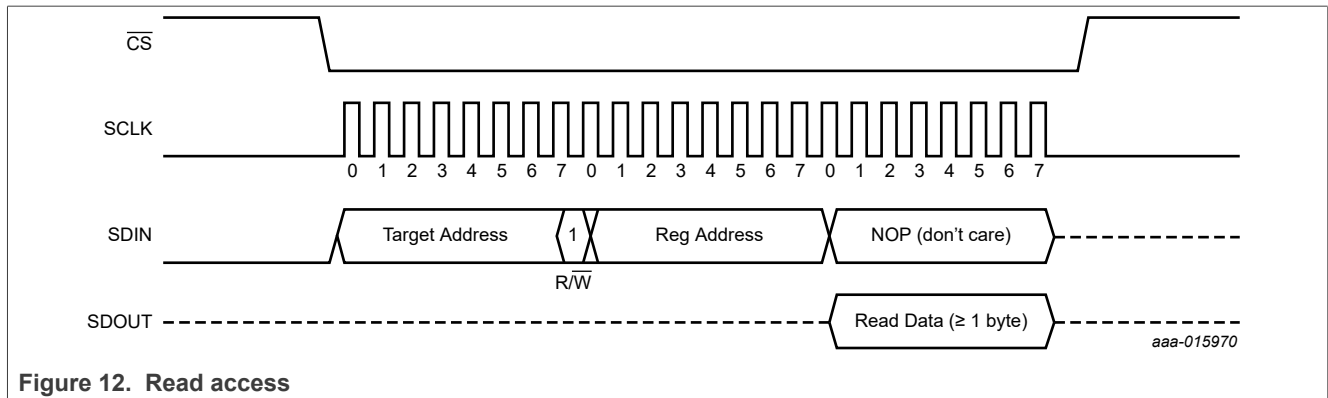 CS
SCLK
0 1 2 3 4 5 6 7 0 1 2 3 4 5 6 7 0 1 2 3 4 5 6 7
SDIN Target Address 1 Reg Address NOP (don't care)
R/W
SDOUT Read Data (≥ 1 byte)
aaa-015970
Figure 12. Read access